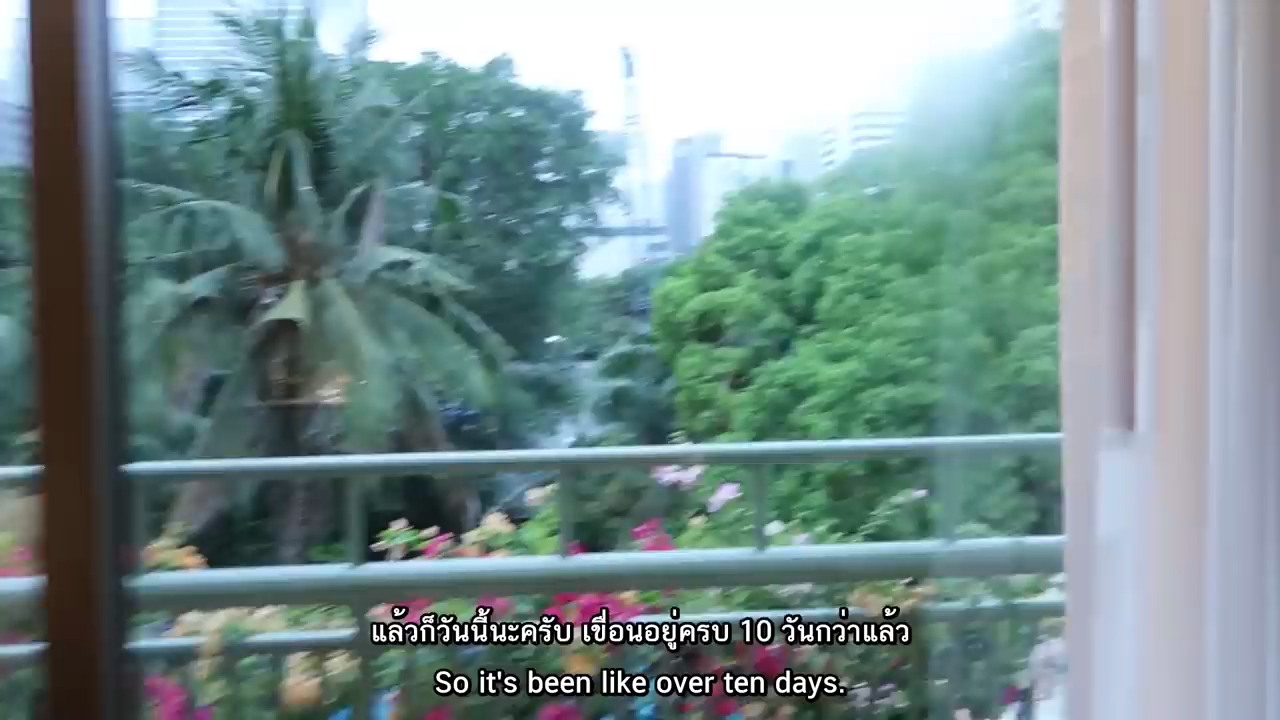 แล้วก็วันนี้นะครับ เขื่อนอยู่ครบ 10 วันกว่าแล้ว
So it's been like over ten days.